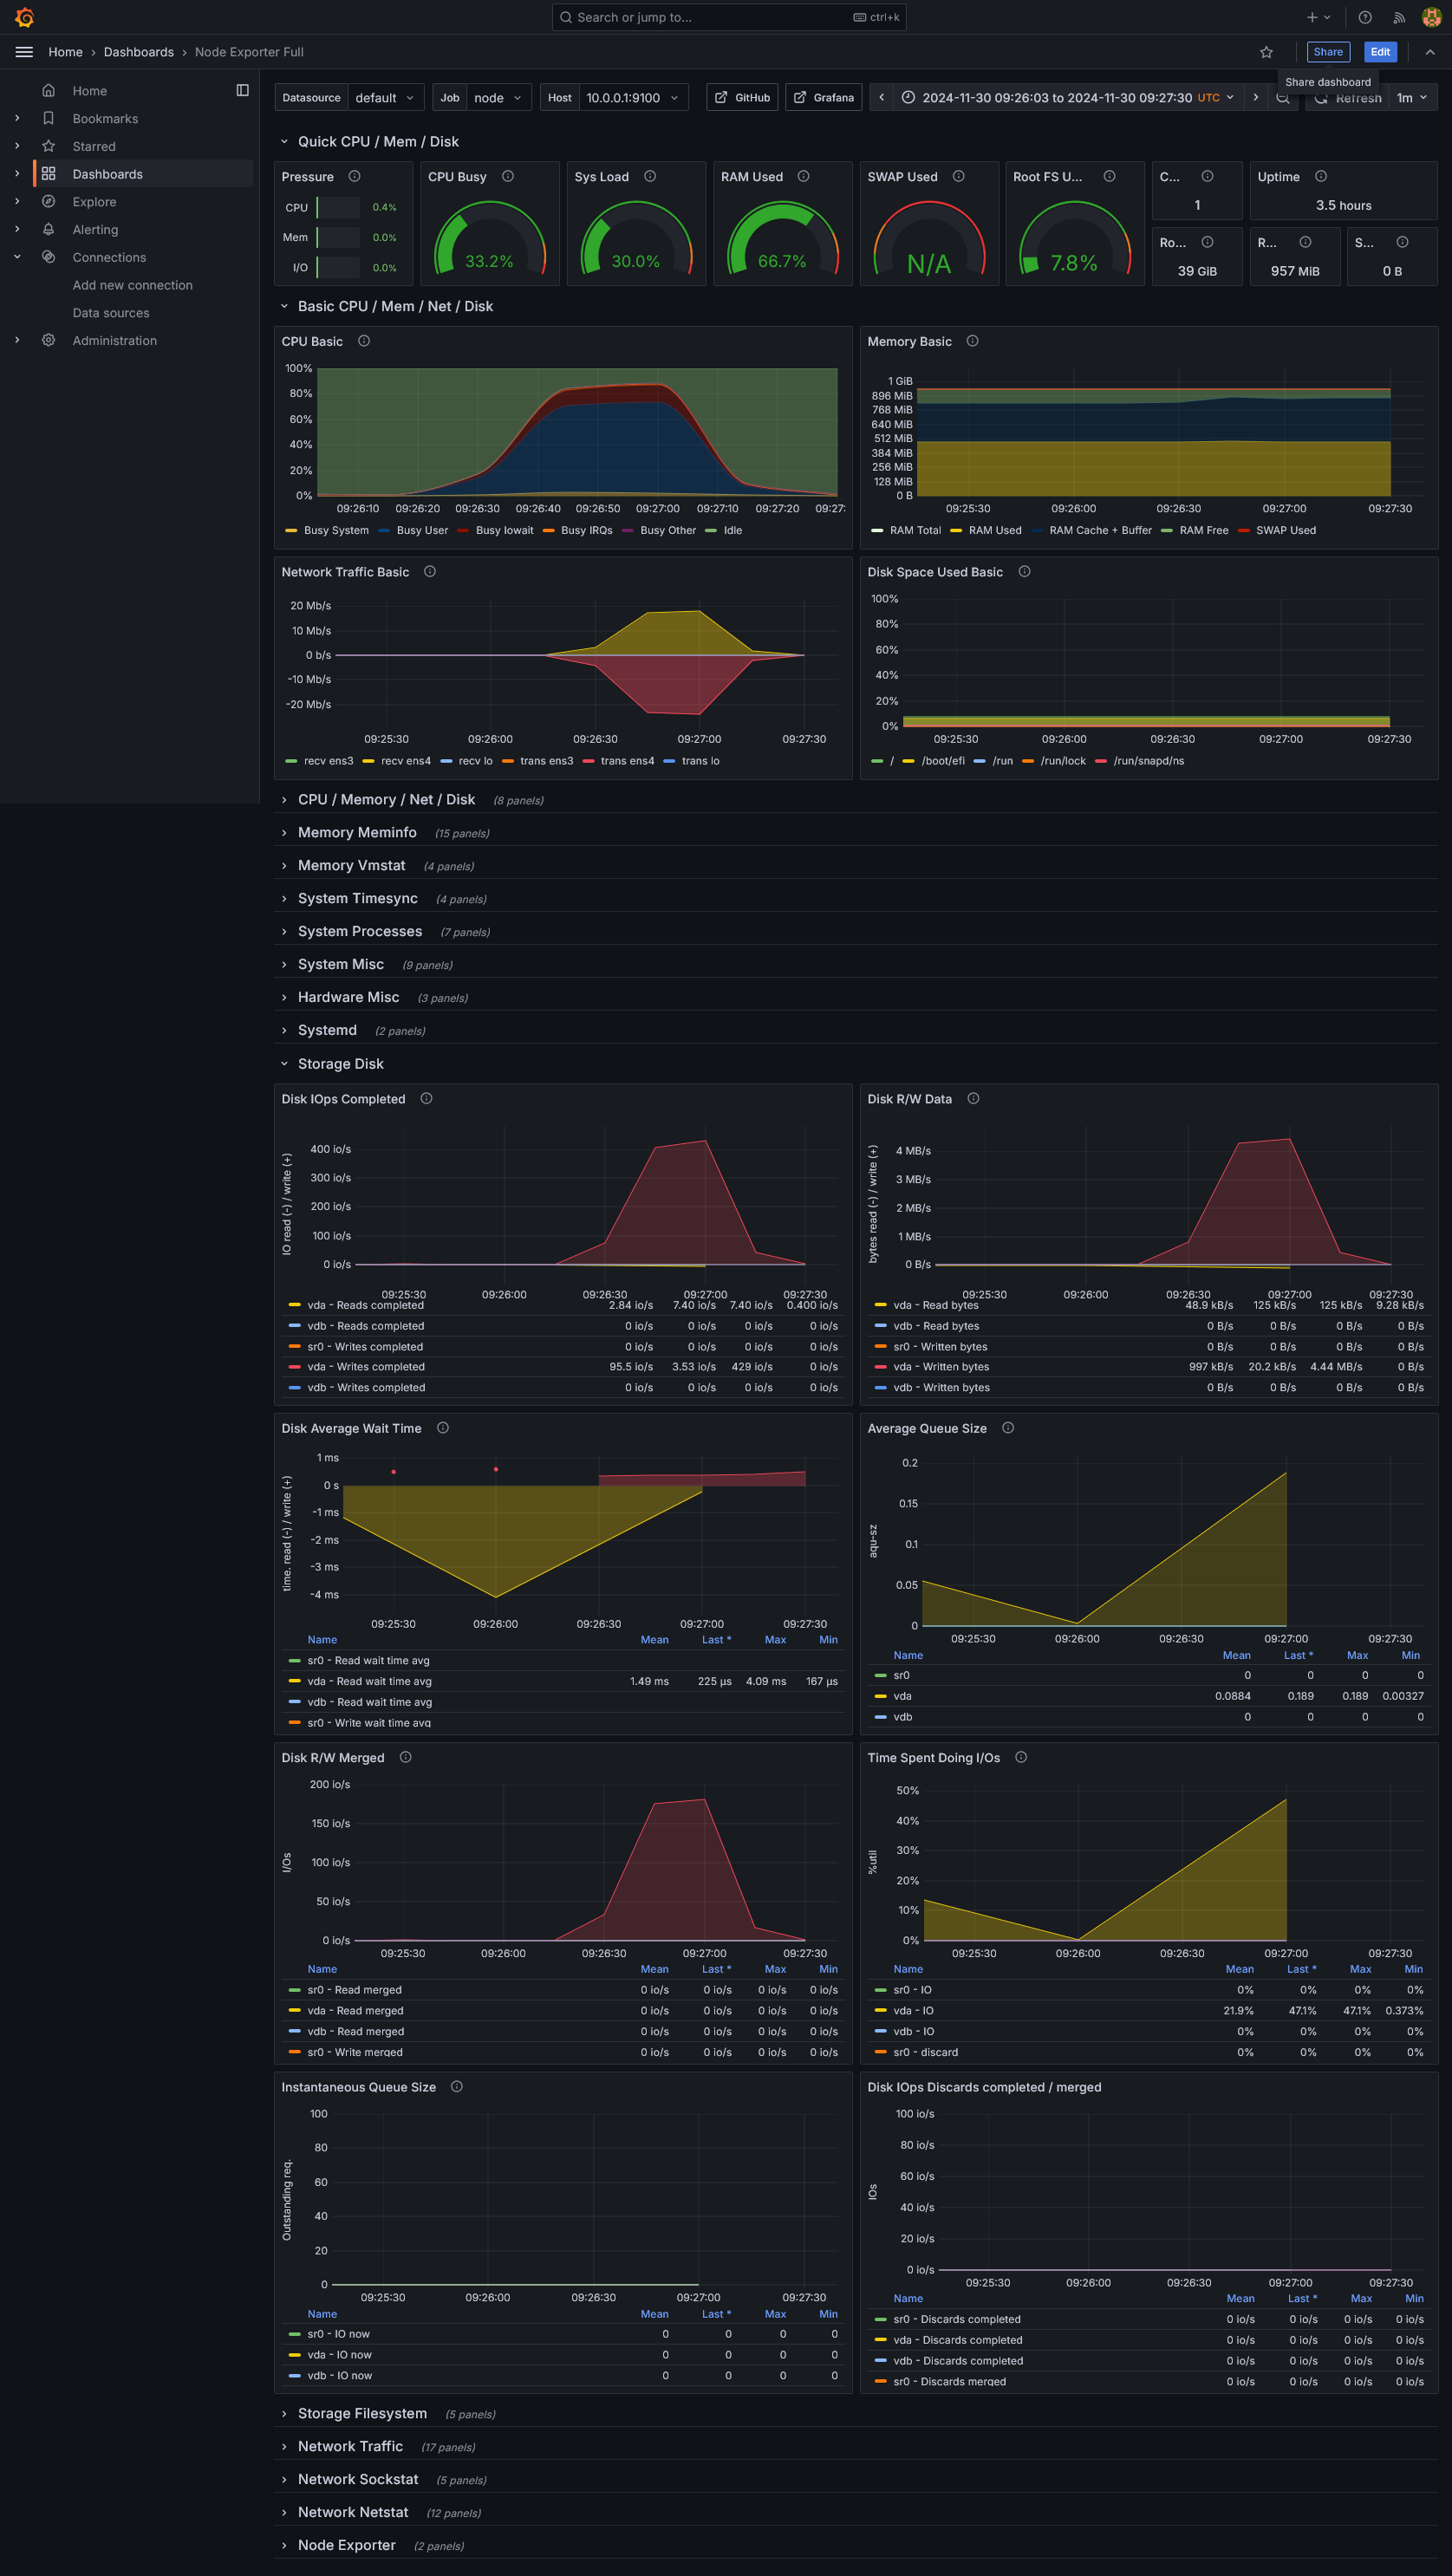 Search or jump to... ctrl+k
Home › Dashboards › Node Exporter Full Share Edit
Share dashboard
Home
Bookmarks
Starred
Dashboards
Explore
Alerting
Connections
Add new connection
Data sources
Administration
Datasource default Job node Host 10.0.0.1:9100 GitHub Grafana 2024-11-30 09:26:03 to 2024-11-30 09:27:30 UTC Refresh 1m
Quick CPU / Mem / Disk
Pressure CPU Busy Sys Load RAM Used SWAP Used Root FS U... C... Uptime
CPU 0.4%
Mem 0.0%
I/O 0.0%
33.2% 30.0% 66.7% N/A 7.8%
1 3.5 hours
Ro... R... S...
39 GiB 957 MiB 0 B
Basic CPU / Mem / Net / Disk
CPU Basic
100%
80%
60%
40%
20%
0%
09:26:10 09:26:20 09:26:30 09:26:40 09:26:50 09:27:00 09:27:10 09:27:20 09:27:
Busy System Busy User Busy Iowait Busy IRQs Busy Other Idle
Memory Basic
1 GiB
896 MiB
768 MiB
640 MiB
512 MiB
384 MiB
256 MiB
128 MiB
0 B
09:25:30 09:26:00 09:26:30 09:27:00 09:27:30
RAM Total RAM Used RAM Cache + Buffer RAM Free SWAP Used
Network Traffic Basic
20 Mb/s
10 Mb/s
0 b/s
-10 Mb/s
-20 Mb/s
09:25:30 09:26:00 09:26:30 09:27:00 09:27:30
recv ens3 recv ens4 recv lo trans ens3 trans ens4 trans lo
Disk Space Used Basic
100%
80%
60%
40%
20%
0%
09:25:30 09:26:00 09:26:30 09:27:00 09:27:30
/ /boot/efi /run /run/lock /run/snapd/ns
CPU / Memory / Net / Disk (8 panels)
Memory Meminfo (15 panels)
Memory Vmstat (4 panels)
System Timesync (4 panels)
System Processes (7 panels)
System Misc (9 panels)
Hardware Misc (3 panels)
Systemd (2 panels)
Storage Disk
Disk IOps Completed
IO read (-) / write (+)
400 io/s
300 io/s
200 io/s
100 io/s
0 io/s
09:25:30 09:26:00 09:26:30 09:27:00 09:27:30
vda - Reads completed 2.84 io/s 7.40 io/s 7.40 io/s 0.400 io/s
vdb - Reads completed 0 io/s 0 io/s 0 io/s 0 io/s
sr0 - Writes completed 0 io/s 0 io/s 0 io/s 0 io/s
vda - Writes completed 95.5 io/s 3.53 io/s 429 io/s 0 io/s
vdb - Writes completed 0 io/s 0 io/s 0 io/s 0 io/s
Disk R/W Data
bytes read (-) / write (+)
4 MB/s
3 MB/s
2 MB/s
1 MB/s
0 B/s
09:25:30 09:26:00 09:26:30 09:27:00 09:27:30
vda - Read bytes 48.9 kB/s 125 kB/s 125 kB/s 9.28 kB/s
vdb - Read bytes 0 B/s 0 B/s 0 B/s 0 B/s
sr0 - Written bytes 0 B/s 0 B/s 0 B/s 0 B/s
vda - Written bytes 997 kB/s 20.2 kB/s 4.44 MB/s 0 B/s
vdb - Written bytes 0 B/s 0 B/s 0 B/s 0 B/s
Disk Average Wait Time
time. read (-) / write (+)
1 ms
0 s
-1 ms
-2 ms
-3 ms
-4 ms
09:25:30 09:26:00 09:26:30 09:27:00 09:27:30
Name Mean Last * Max Min
sr0 - Read wait time avg
vda - Read wait time avg 1.49 ms 225 µs 4.09 ms 167 µs
vdb - Read wait time avg
sr0 - Write wait time avg
Average Queue Size
aqu-sz
0.2
0.15
0.1
0.05
0
09:25:30 09:26:00 09:26:30 09:27:00 09:27:30
Name Mean Last * Max Min
sr0 0 0 0 0
vda 0.0884 0.189 0.189 0.00327
vdb 0 0 0 0
Disk R/W Merged
I/Os
200 io/s
150 io/s
100 io/s
50 io/s
0 io/s
09:25:30 09:26:00 09:26:30 09:27:00 09:27:30
Name Mean Last * Max Min
sr0 - Read merged 0 io/s 0 io/s 0 io/s 0 io/s
vda - Read merged 0 io/s 0 io/s 0 io/s 0 io/s
vdb - Read merged 0 io/s 0 io/s 0 io/s 0 io/s
sr0 - Write merged 0 io/s 0 io/s 0 io/s 0 io/s
Time Spent Doing I/Os
%util
50%
40%
30%
20%
10%
0%
09:25:30 09:26:00 09:26:30 09:27:00 09:27:30
Name Mean Last * Max Min
sr0 - IO 0% 0% 0% 0%
vda - IO 21.9% 47.1% 47.1% 0.373%
vdb - IO 0% 0% 0% 0%
sr0 - discard 0% 0% 0% 0%
Instantaneous Queue Size
Outstanding req.
100
80
60
40
20
0
09:25:30 09:26:00 09:26:30 09:27:00 09:27:30
Name Mean Last * Max Min
sr0 - IO now 0 0 0 0
vda - IO now 0 0 0 0
vdb - IO now 0 0 0 0
Disk IOps Discards completed / merged
IOs
100 io/s
80 io/s
60 io/s
40 io/s
20 io/s
0 io/s
09:25:30 09:26:00 09:26:30 09:27:00 09:27:30
Name Mean Last * Max Min
sr0 - Discards completed 0 io/s 0 io/s 0 io/s 0 io/s
vda - Discards completed 0 io/s 0 io/s 0 io/s 0 io/s
vdb - Discards completed 0 io/s 0 io/s 0 io/s 0 io/s
sr0 - Discards merged 0 io/s 0 io/s 0 io/s 0 io/s
Storage Filesystem (5 panels)
Network Traffic (17 panels)
Network Sockstat (5 panels)
Network Netstat (12 panels)
Node Exporter (2 panels)